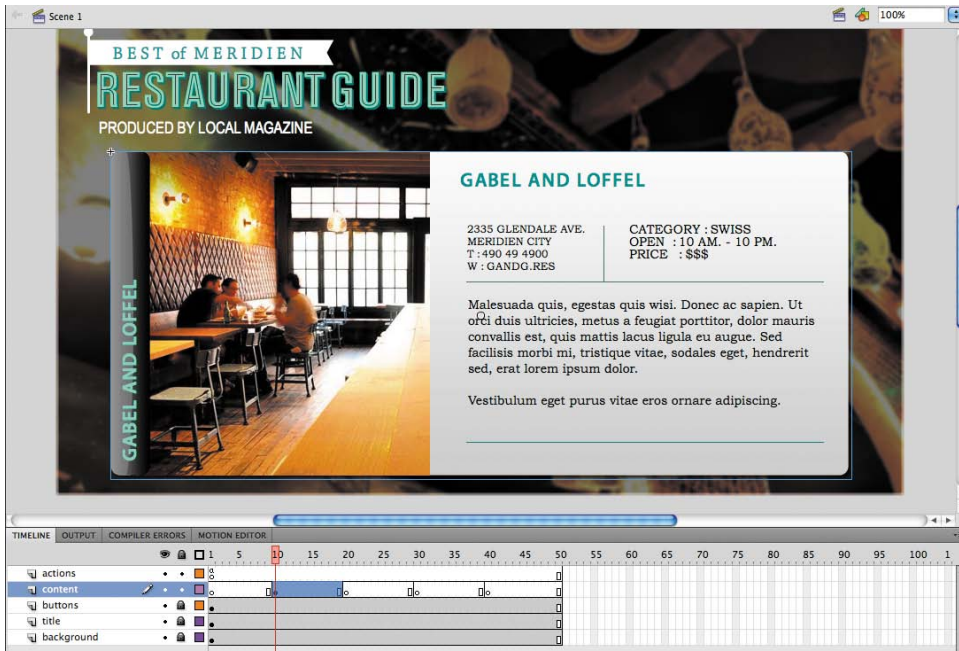 Scene 1
100%
BEST of MERIDIEN
RESTAURANT GUIDE
PRODUCED BY LOCAL MAGAZINE
GABEL AND LOFFEL
GABEL AND LOFFEL
2335 GLENDALE AVE.
MERIDIEN CITY
T : 490 49 4900
W : GANDG.RES
CATEGORY : SWISS
OPEN : 10 AM. - 10 PM.
PRICE : $$$
Malesuada quis, egestas quis wisi. Donec ac sapien. Ut
orci duis ultricies, metus a feugiat porttitor, dolor mauris
convallis est, quis mattis lacus ligula eu augue. Sed
facilisis morbi mi, tristique vitae, sodales eget, hendrerit
sed, erat lorem ipsum dolor.
Vestibulum eget purus vitae eros ornare adipiscing.
TIMELINE OUTPUT COMPILER ERRORS MOTION EDITOR
1 5 10 15 20 25 30 35 40 45 50 55 60 65 70 75 80 85 90 95 100 1
actions
content
buttons
title
background